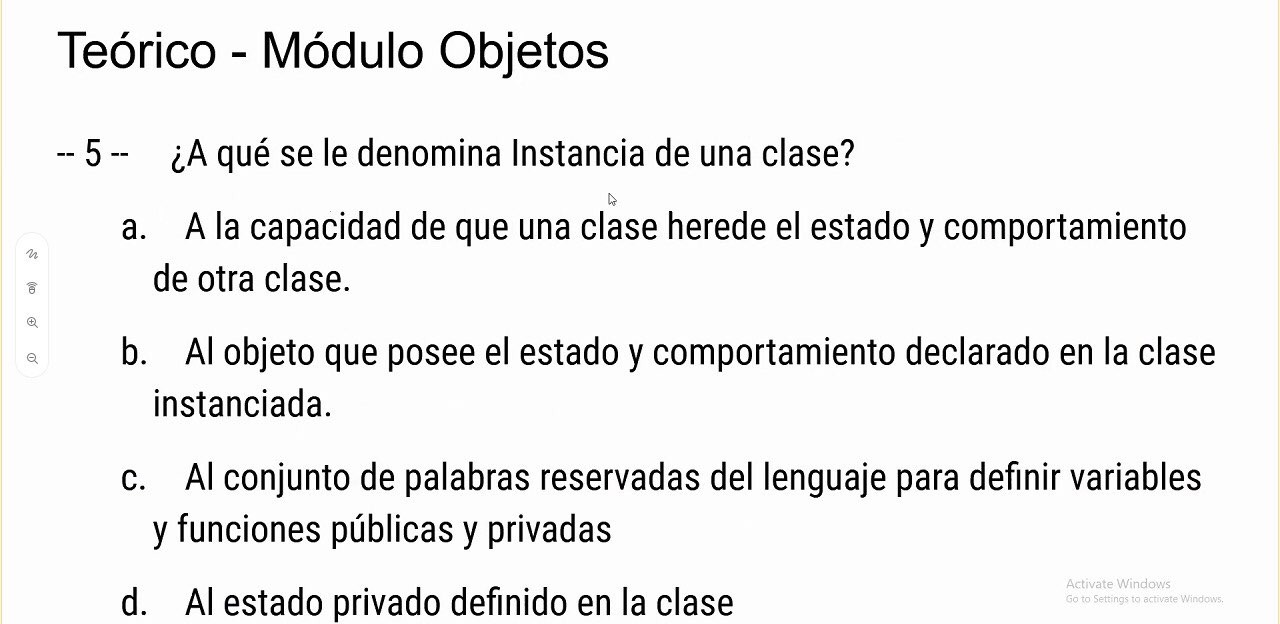 Teórico - Módulo Objetos
-- 5 -- ¿A qué se le denomina Instancia de una clase?
a. A la capacidad de que una clase herede el estado y comportamiento
de otra clase.
b. Al objeto que posee el estado y comportamiento declarado en la clase
instanciada.
c. Al conjunto de palabras reservadas del lenguaje para definir variables
y funciones públicas y privadas
d. Al estado privado definido en la clase
Activate Windows
Go to Settings to activate Windows.